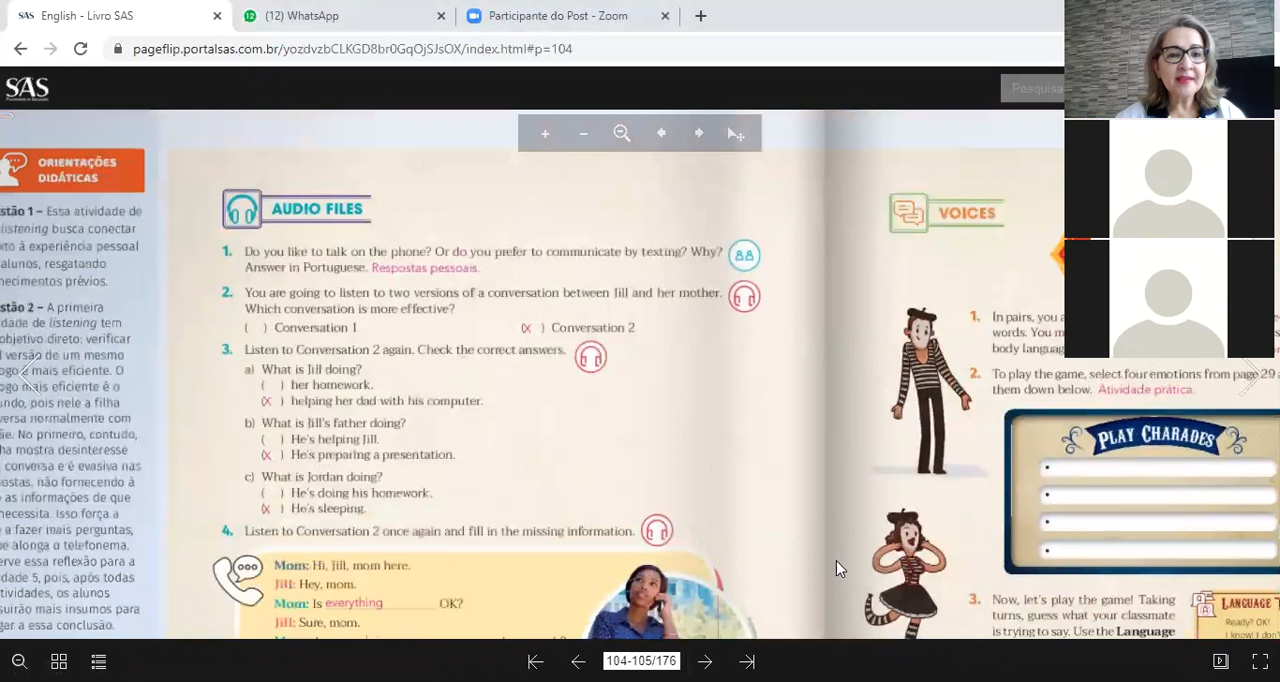 SAS English - Livro SAS
(12) WhatsApp
Participante do Post - Zoom
pageflip.portalsas.com.br/yozdvzbCLKGD8br0GqOjSJsOX/index.html#p=104
SAS
Pesquisa
ORIENTAÇÕES
DIDÁTICAS
stão 1 – Essa atividade de
listening busca conectar
xto à experiência pessoal
alunos, resgatando
hecimentos prévios.
stão 2 – A primeira
idade de listening tem
objetivo direto: verificar
l versão de um mesmo
ogo é mais eficiente. O
ogo mais eficiente é o
undo, pois nele a filha
versa normalmente com
ãe. No primeiro, contudo,
ha mostra desinteresse
conversa e é evasiva nas
postas, não fornecendo à
as informações de que
necessita. Isso força a
a fazer mais perguntas,
ue alonga o telefonema.
erve essa reflexão para a
dade 5, pois, após todas
tividades, os alunos
suirão mais insumos para
gar a essa conclusão.
AUDIO FILES
1. Do you like to talk on the phone? Or do you prefer to communicate by texting? Why?
Answer in Portuguese. Respostas pessoais.
2. You are going to listen to two versions of a conversation between Jill and her mother.
Which conversation is more effective?
( ) Conversation 1 (X) Conversation 2
3. Listen to Conversation 2 again. Check the correct answers.
a) What is Jill doing?
( ) her homework.
(X) helping her dad with his computer.
b) What is Jill's father doing?
( ) He's helping Jill.
(X) He's preparing a presentation.
c) What is Jordan doing?
( ) He's doing his homework.
(X) He's sleeping.
4. Listen to Conversation 2 once again and fill in the missing information.
Mom: Hi, Jill, mom here.
Jill: Hey, mom.
Mom: Is everything OK?
Jill: Sure, mom.
VOICES
1. In pairs, you a
words. You m
body languag
2. To play the game, select four emotions from page 29 a
them down below. Atividade prática.
PLAY CHARADES
3. Now, let's play the game! Taking
turns, guess what your classmate
is trying to say. Use the Language
LANGUAGE T
Ready? OK!
I know! I don'
104-105/176